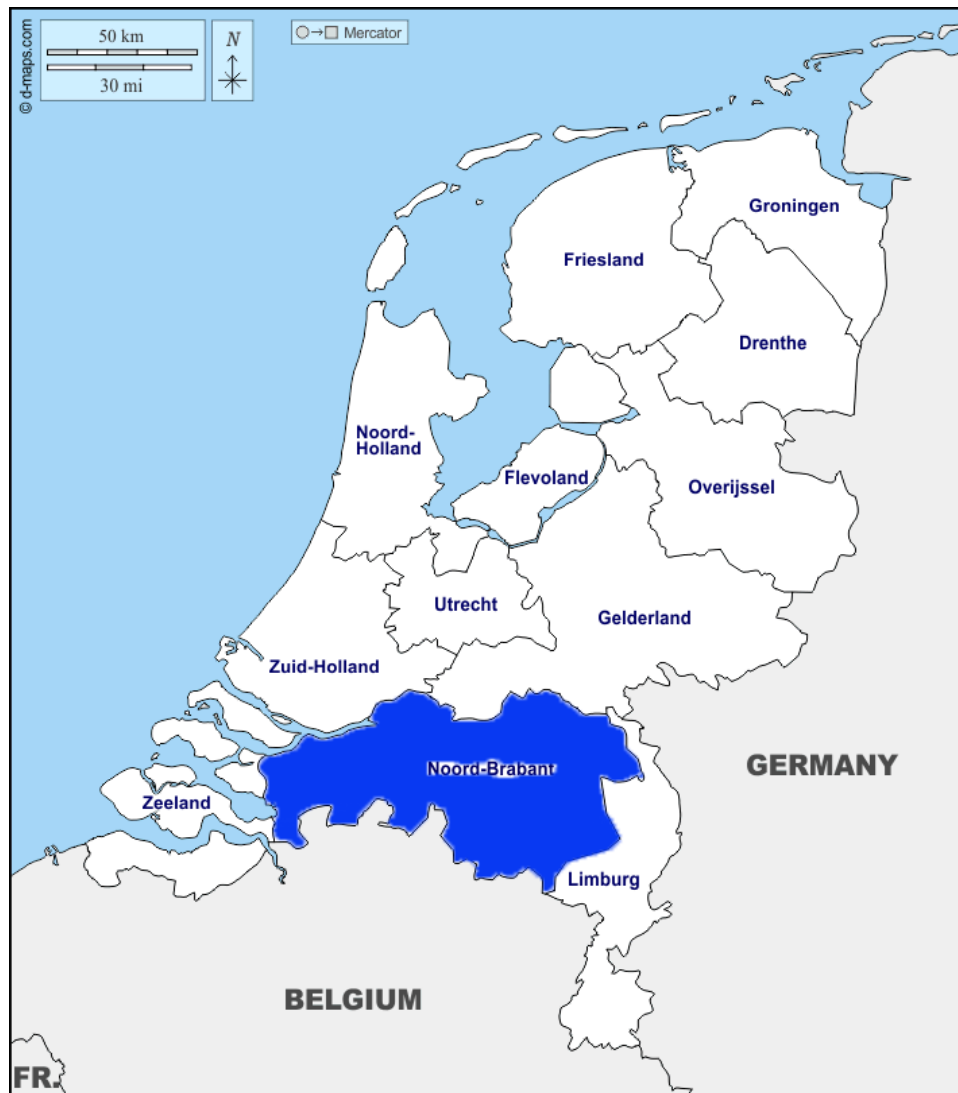 © d-maps.com
50 km
30 mi
N
Mercator
Groningen
Friesland
Drenthe
Noord-
Holland
Flevoland
Overijssel
Utrecht
Gelderland
Zuid-Holland
GERMANY
Noord-Brabant
Zeeland
Limburg
BELGIUM
FR.